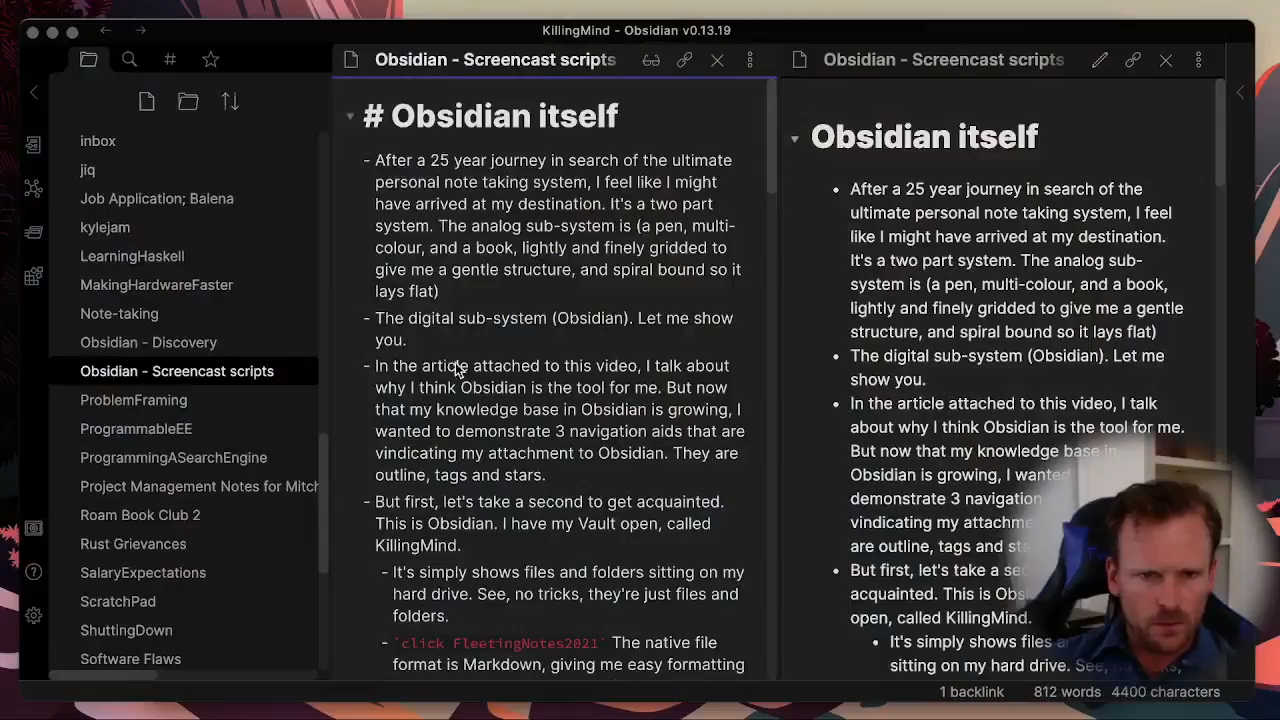 KillingMind - Obsidian v0.13.19
inbox
jiq
Job Application; Balena
kylejam
LearningHaskell
MakingHardwareFaster
Note-taking
Obsidian - Discovery
Obsidian - Screencast scripts
ProblemFraming
ProgrammableEE
ProgrammingASearchEngine
Project Management Notes for Mitch
Roam Book Club 2
Rust Grievances
SalaryExpectations
ScratchPad
ShuttingDown
Software Flaws
Obsidian - Screencast scripts
# Obsidian itself
- After a 25 year journey in search of the ultimate
personal note taking system, I feel like I might
have arrived at my destination. It's a two part
system. The analog sub-system is (a pen, multi-
colour, and a book, lightly and finely gridded to
give me a gentle structure, and spiral bound so it
lays flat)
- The digital sub-system (Obsidian). Let me show
you.
- In the article attached to this video, I talk about
why I think Obsidian is the tool for me. But now
that my knowledge base in Obsidian is growing, I
wanted to demonstrate 3 navigation aids that are
vindicating my attachment to Obsidian. They are
outline, tags and stars.
- But first, let's take a second to get acquainted.
This is Obsidian. I have my Vault open, called
KillingMind.
- It's simply shows files and folders sitting on my
hard drive. See, no tricks, they're just files and
folders.
- `click FleetingNotes2021` The native file
format is Markdown, giving me easy formatting
Obsidian - Screencast scripts
Obsidian itself
• After a 25 year journey in search of the
ultimate personal note taking system, I feel
like I might have arrived at my destination.
It's a two part system. The analog sub-
system is (a pen, multi-colour, and a book,
lightly and finely gridded to give me a gentle
structure, and spiral bound so it lays flat)
• The digital sub-system (Obsidian). Let me
show you.
• In the article attached to this video, I talk
about why I think Obsidian is the tool for me.
But now that my knowledge base in
Obsidian is growing, I wanted
demonstrate 3 navigation
vindicating my
are outline, tags and
• But first, let's take a
acquainted. This is
open, called KillingMind.
• It's simply shows files
sitting on my hard drive. See,
1 backlink
812 words
4400 characters